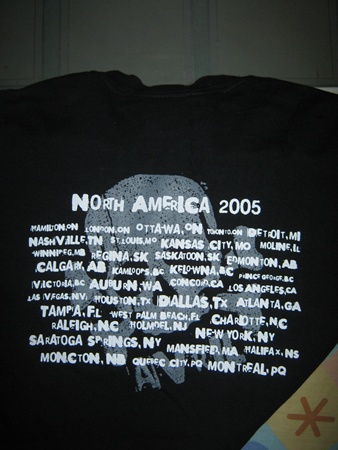 NORTH AMERICA 2005
HAMILTON,ON LONDON,ON OTTAWA,ON TORONTO,ON DETROIT,MI
NASHVILLE,TN ST.LOUIS,MO KANSAS CITY,MO MOLINE,IL
WINNIPEG,MB REGINA,SK SASKATOON,SK EDMONTON,AB
CALGARY,AB KAMLOOPS,BC KELOWNA,BC PRINCE GEORGE,BC
VICTORIA,BC AUBURN,WA CONCORD,CA LOS ANGELES,CA
LAS VEGAS,NV HOUSTON,TX DALLAS,TX ATLANTA,GA
TAMPA,FL WEST PALM BEACH,FL CHARLOTTE,NC
RALEIGH,NC HOLMDEL,NJ NEW YORK,NY
SARATOGA SPRINGS,NY MANSFIELD,MA HALIFAX,NS
MONCTON,NB QUEBEC CITY,PQ MONTREAL,PQ